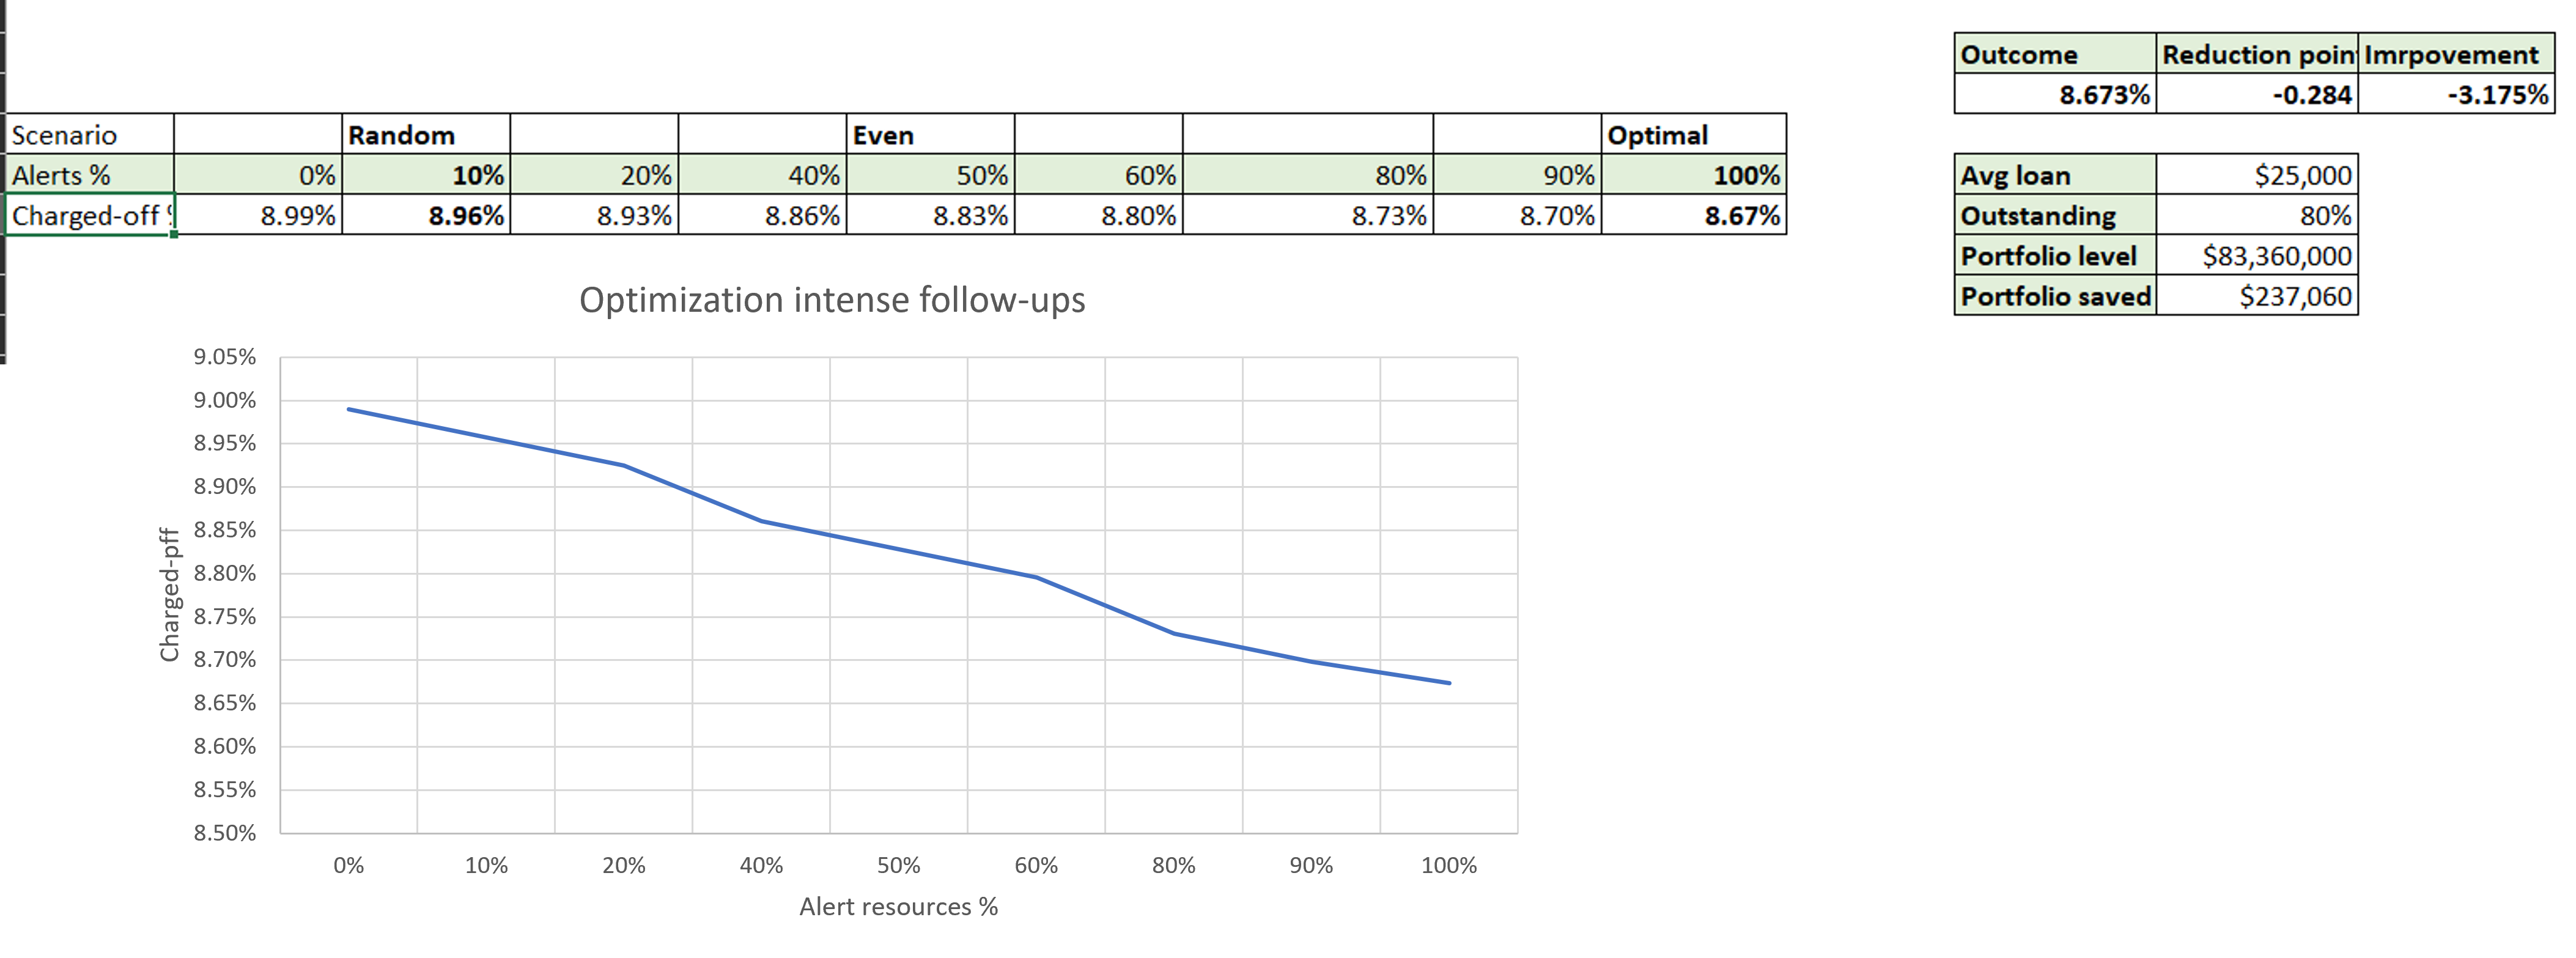 Outcome Reduction poin Imrpovement
8.673% -0.284 -3.175%
Scenario Random Even Optimal
Alerts % 0% 10% 20% 40% 50% 60% 80% 90% 100%
Charged-off 8.99% 8.96% 8.93% 8.86% 8.83% 8.80% 8.73% 8.70% 8.67%
Avg loan $25,000
Outstanding 80%
Portfolio level $83,360,000
Portfolio saved $237,060
Optimization intense follow-ups
Charged-pff
9.05%
9.00%
8.95%
8.90%
8.85%
8.80%
8.75%
8.70%
8.65%
8.60%
8.55%
8.50%
0% 10% 20% 40% 50% 60% 80% 90% 100%
Alert resources %